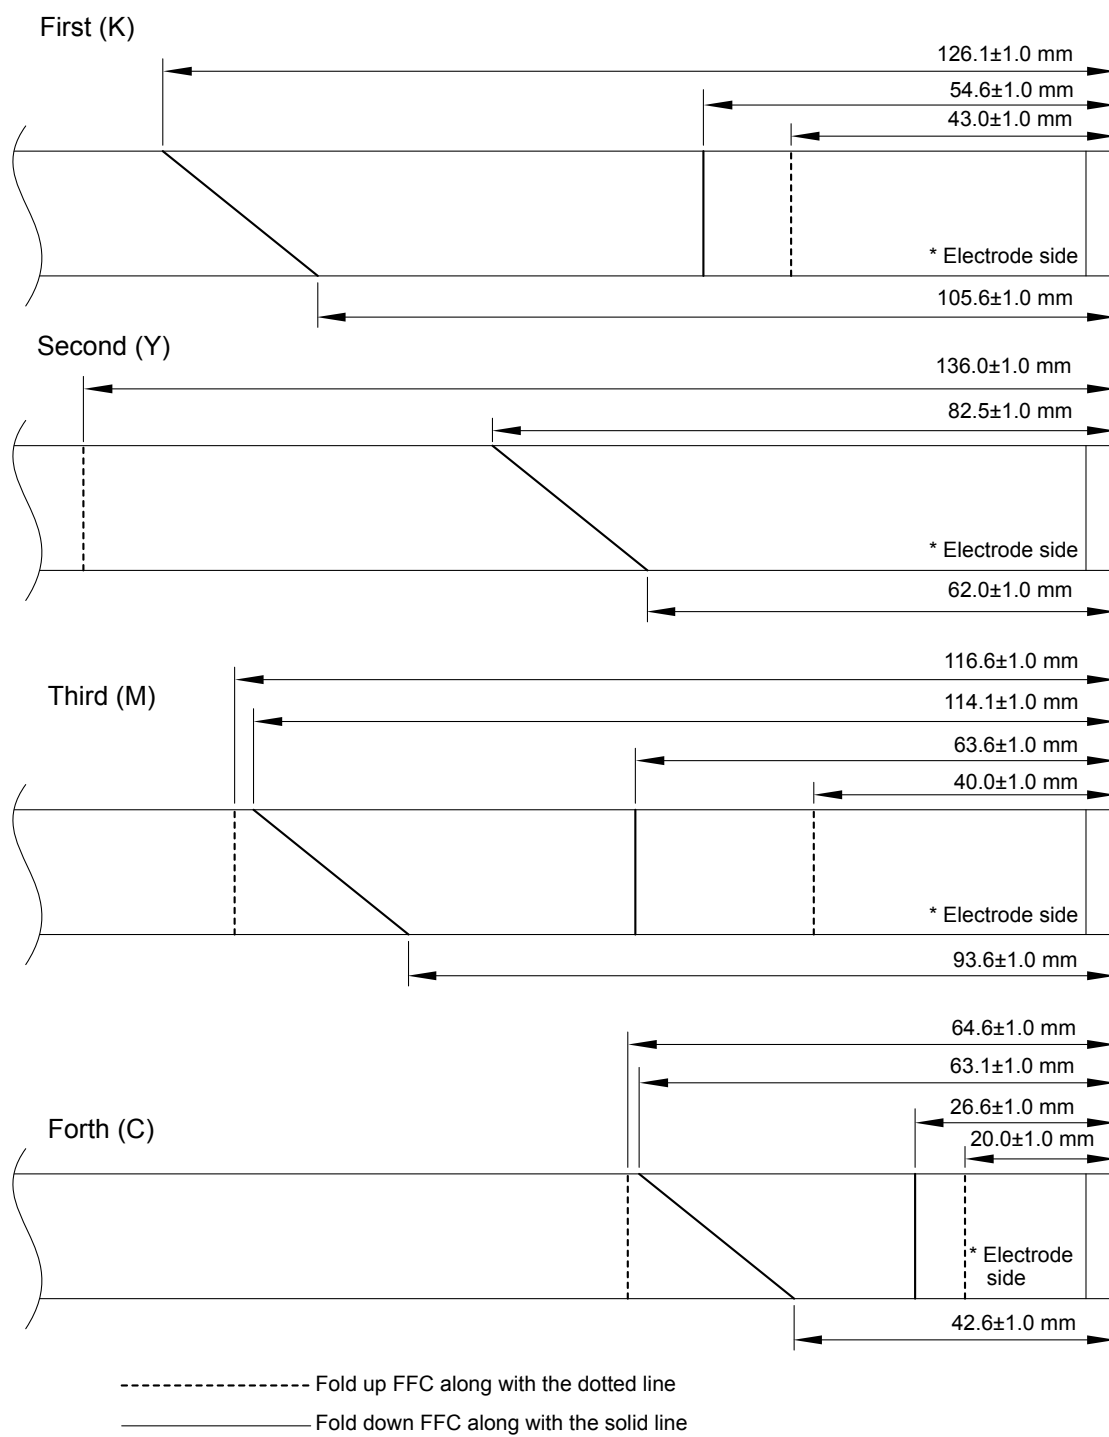 First (K)
126.1±1.0 mm
54.6±1.0 mm
43.0±1.0 mm
* Electrode side
105.6±1.0 mm
Second (Y)
136.0±1.0 mm
82.5±1.0 mm
* Electrode side
62.0±1.0 mm
116.6±1.0 mm
Third (M)
114.1±1.0 mm
63.6±1.0 mm
40.0±1.0 mm
* Electrode side
93.6±1.0 mm
64.6±1.0 mm
63.1±1.0 mm
26.6±1.0 mm
Forth (C)
20.0±1.0 mm
* Electrode
side
42.6±1.0 mm
Fold up FFC along with the dotted line
Fold down FFC along with the solid line